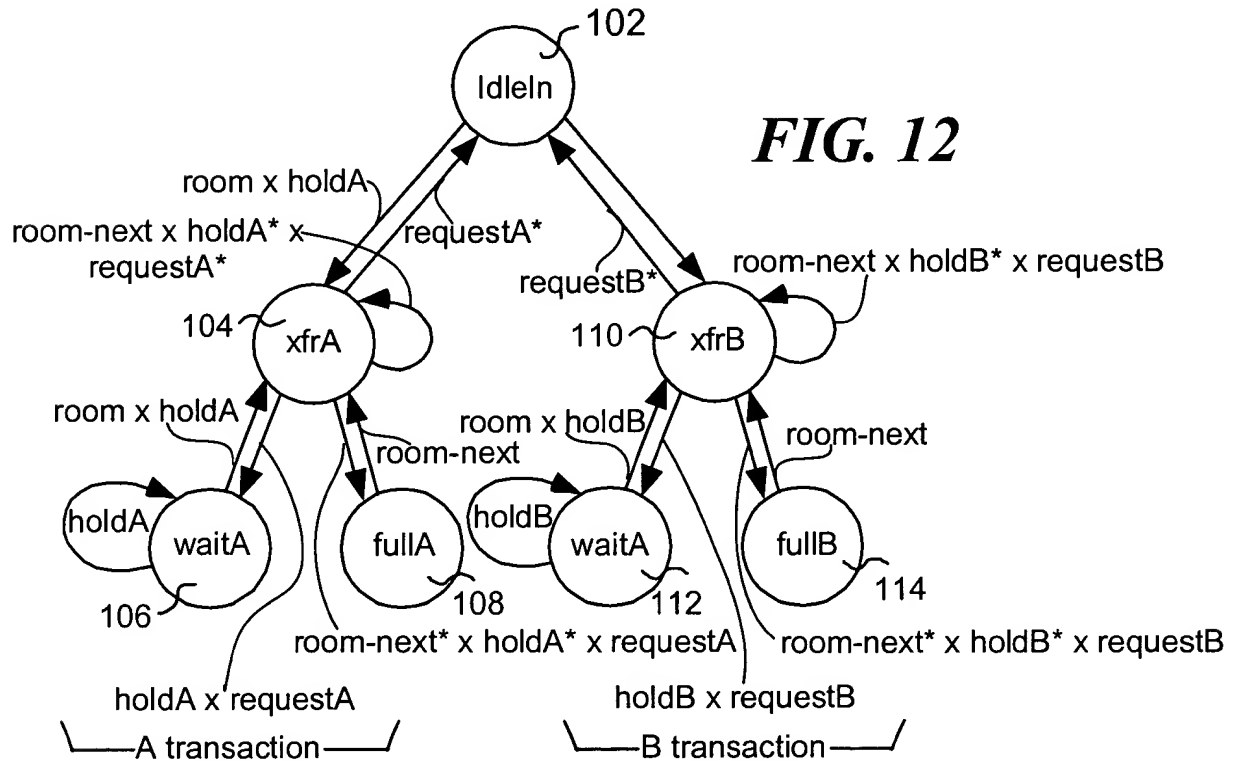 102
IdleIn
FIG. 12
room x holdA
room-next x holdA* x
requestA*
requestA*
requestB*
room-next x holdB* x requestB
104
xfrA
110
xfrB
room x holdA
room-next
room x holdB
room-next
holdA
waitA
fullA
holdB
waitA
fullB
106
108
112
114
room-next* x holdA* x requestA
room-next* x holdB* x requestB
holdA x requestA
holdB x requestB
A transaction
B transaction